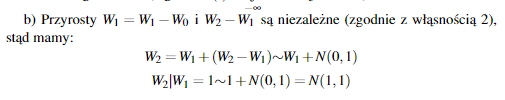 −∞
b) Przyrosty W₁ = W₁ − W₀ i W₂ − W₁ są niezależne (zgodnie z własnością 2),
stąd mamy:
W₂ = W₁ + (W₂ − W₁)∼W₁ + N(0, 1)
W₂|W₁ = 1∼1 + N(0, 1) = N(1, 1)